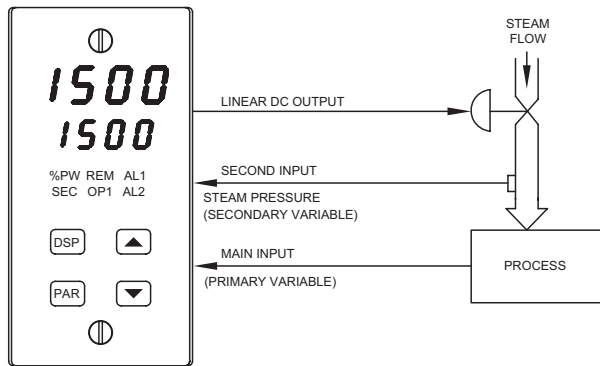 1500
1500
%PW REM AL1
SEC OP1 AL2
DSP
PAR
STEAM
FLOW
LINEAR DC OUTPUT
SECOND INPUT
STEAM PRESSURE
(SECONDARY VARIABLE)
MAIN INPUT
(PRIMARY VARIABLE)
PROCESS